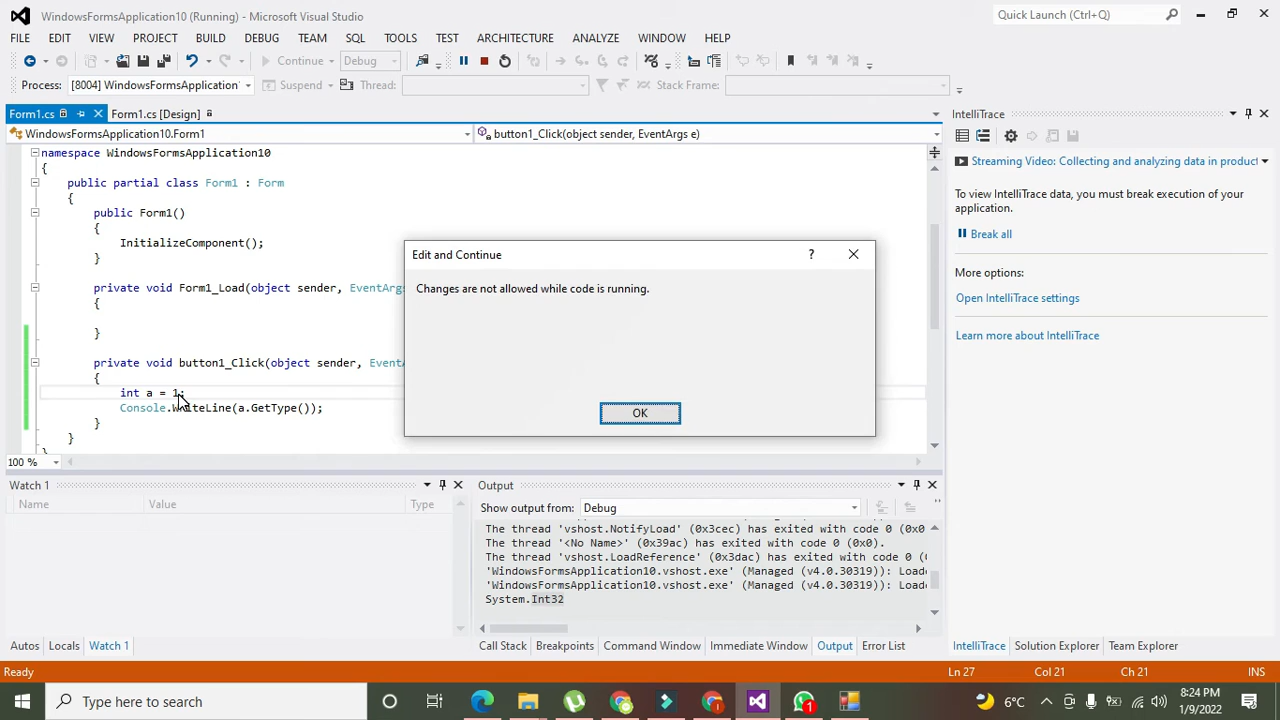 WindowsFormsApplication10 (Running) - Microsoft Visual Studio
Quick Launch (Ctrl+Q)
FILE EDIT VIEW PROJECT BUILD DEBUG TEAM SQL TOOLS TEST ARCHITECTURE ANALYZE WINDOW HELP
Continue Debug
Process: [8004] WindowsFormsApplication' Suspend Thread: Stack Frame:
Form1.cs Form1.cs [Design]
WindowsFormsApplication10.Form1 button1_Click(object sender, EventArgs e)
namespace WindowsFormsApplication10
{
public partial class Form1 : Form
{
public Form1()
{
InitializeComponent();
}
private void Form1_Load(object sender, EventArgs
{
}
private void button1_Click(object sender, Event
{
int a = 1;
Console.WriteLine(a.GetType());
}
}
100 %
Edit and Continue
?
Changes are not allowed while code is running.
OK
IntelliTrace
Streaming Video: Collecting and analyzing data in product
To view IntelliTrace data, you must break execution of your
application.
Break all
More options:
Open IntelliTrace settings
Learn more about IntelliTrace
Watch 1
Name Value Type
Autos Locals Watch 1
Output
Show output from: Debug
The thread 'vshost.NotifyLoad' (0x3cec) has exited with code 0 (0x0
The thread '<No Name>' (0x39ac) has exited with code 0 (0x0).
The thread 'vshost.LoadReference' (0x3dac) has exited with code 0 (
'WindowsFormsApplication10.vshost.exe' (Managed (v4.0.30319)): Load
'WindowsFormsApplication10.vshost.exe' (Managed (v4.0.30319)): Load
System.Int32
Call Stack Breakpoints Command Window Immediate Window Output Error List
IntelliTrace Solution Explorer Team Explorer
Ready Ln 27 Col 21 Ch 21 INS
Type here to search
1
6°C
8:24 PM
1/9/2022